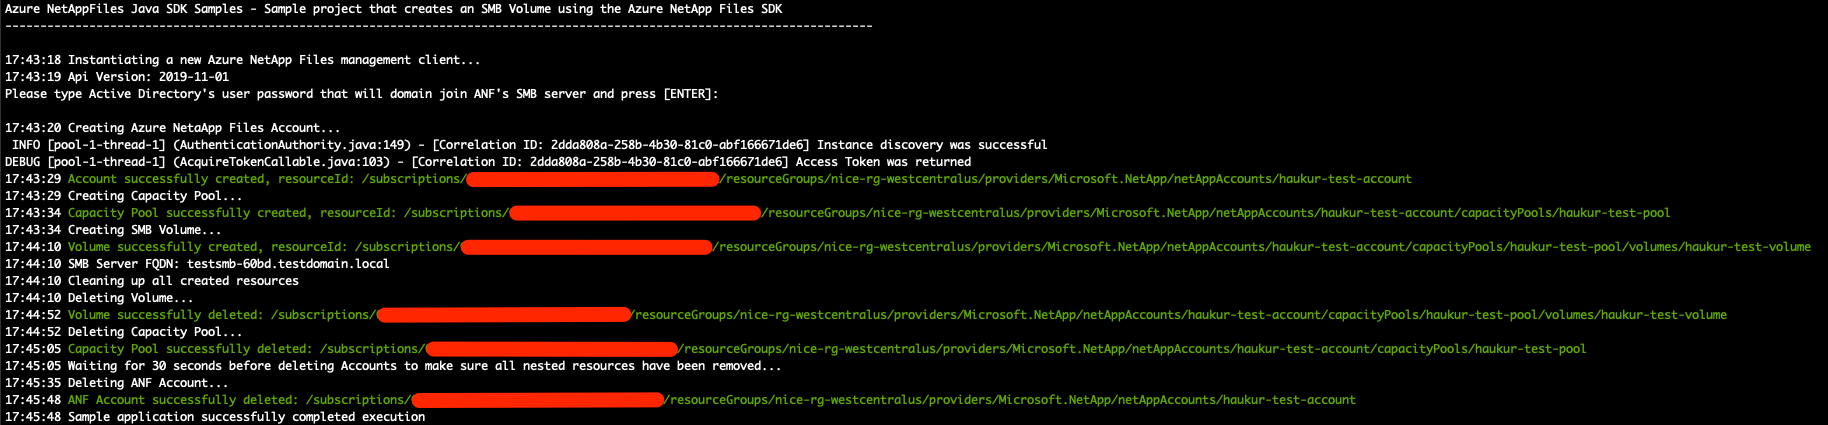 Azure NetAppFiles Java SDK Samples - Sample project that creates an SMB Volume using the Azure NetApp Files SDK
----------------------------------------------------------------------------------------------------------------------------
17:43:18 Instantiating a new Azure NetApp Files management client...
17:43:19 Api Version: 2019-11-01
Please type Active Directory's user password that will domain join ANF's SMB server and press [ENTER]:
17:43:20 Creating Azure NetaApp Files Account...
INFO [pool-1-thread-1] (AuthenticationAuthority.java:149) - [Correlation ID: 2dda808a-258b-4b30-81c0-abf166671de6] Instance discovery was successful
DEBUG [pool-1-thread-1] (AcquireTokenCallable.java:103) - [Correlation ID: 2dda808a-258b-4b30-81c0-abf166671de6] Access Token was returned
17:43:29 Account successfully created, resourceId: /subscriptions/ /resourceGroups/nice-rg-westcentralus/providers/Microsoft.NetApp/netAppAccounts/haukur-test-account
17:43:29 Creating Capacity Pool...
17:43:34 Capacity Pool successfully created, resourceId: /subscriptions/ /resourceGroups/nice-rg-westcentralus/providers/Microsoft.NetApp/netAppAccounts/haukur-test-account/capacityPools/haukur-test-pool
17:43:34 Creating SMB Volume...
17:44:10 Volume successfully created, resourceId: /subscriptions/ /resourceGroups/nice-rg-westcentralus/providers/Microsoft.NetApp/netAppAccounts/haukur-test-account/capacityPools/haukur-test-pool/volumes/haukur-test-volume
17:44:10 SMB Server FQDN: testsmb-60bd.testdomain.local
17:44:10 Cleaning up all created resources
17:44:10 Deleting Volume...
17:44:52 Volume successfully deleted: /subscriptions/ /resourceGroups/nice-rg-westcentralus/providers/Microsoft.NetApp/netAppAccounts/haukur-test-account/capacityPools/haukur-test-pool/volumes/haukur-test-volume
17:44:52 Deleting Capacity Pool...
17:45:05 Capacity Pool successfully deleted: /subscriptions/ /resourceGroups/nice-rg-westcentralus/providers/Microsoft.NetApp/netAppAccounts/haukur-test-account/capacityPools/haukur-test-pool
17:45:05 Waiting for 30 seconds before deleting Accounts to make sure all nested resources have been removed...
17:45:35 Deleting ANF Account...
17:45:48 ANF Account successfully deleted: /subscriptions/ /resourceGroups/nice-rg-westcentralus/providers/Microsoft.NetApp/netAppAccounts/haukur-test-account
17:45:48 Sample application successfully completed execution